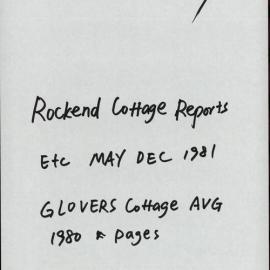 Rockend Cottage Reports
Etc MAY DEC 1981
GLOVERS Cottage AVG
1980 pages